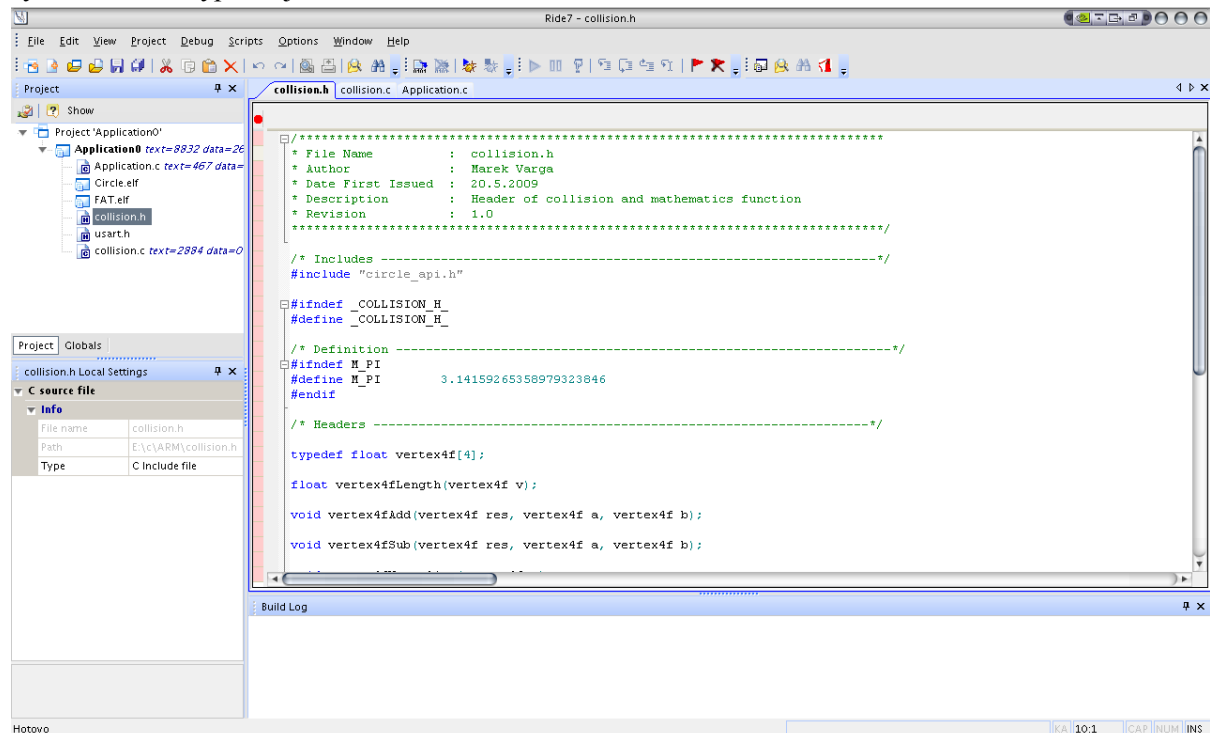 Ride7 - collision.h
File Edit View Project Debug Scripts Options Window Help
Project
collision.h collision.c Application.c
Show
Project 'Application0'
Application0 text=8832 data=26
Application.c text=467 data=
Circle.elf
FAT.elf
collision.h
usart.h
collision.c text=2884 data=0
Project Globals
collision.h Local Settings
C source file
Info
File name collision.h
Path E:\c\ARM\collision.h
Type C Include file
/*******************************************************************************
* File Name : collision.h
* Author : Marek Varga
* Date First Issued : 20.5.2009
* Description : Header of collision and mathematics function
* Revision : 1.0
*******************************************************************************/
/* Includes ------------------------------------------------------------------*/
#include "circle_api.h"
#ifndef _COLLISION_H_
#define _COLLISION_H_
/* Definition ------------------------------------------------------------------*/
#ifndef M_PI
#define M_PI 3.14159265358979323846
#endif
/* Headers ------------------------------------------------------------------*/
typedef float vertex4f[4];
float vertex4fLength(vertex4f v);
void vertex4fAdd(vertex4f res, vertex4f a, vertex4f b);
void vertex4fSub(vertex4f res, vertex4f a, vertex4f b);
Build Log
Hotovo
KA 10:1 CAP NUM INS